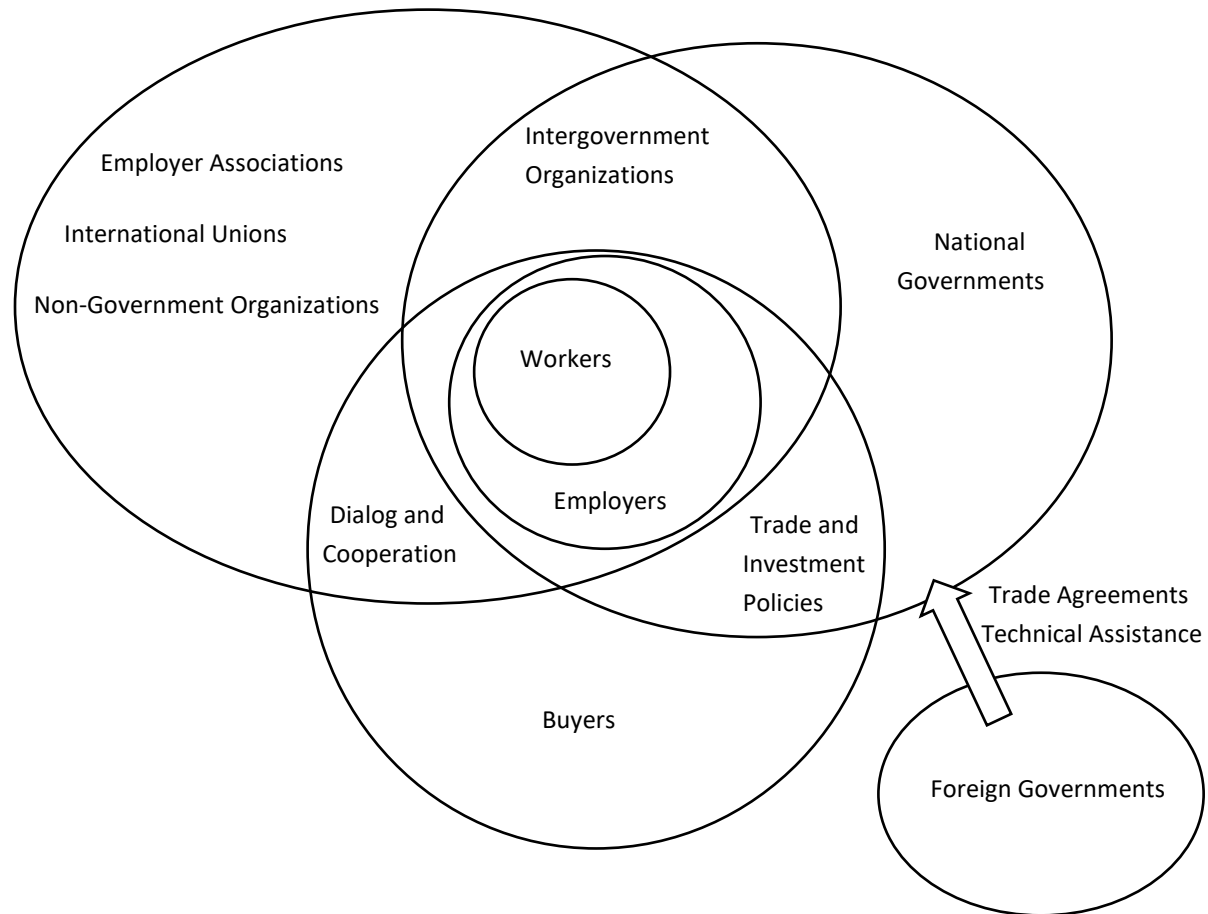 Intergovernment
Organizations
Employer Associations
International Unions
Non-Government Organizations
National
Governments
Workers
Employers
Dialog and
Cooperation
Trade and
Investment
Policies
Trade Agreements
Technical Assistance
Buyers
Foreign Governments